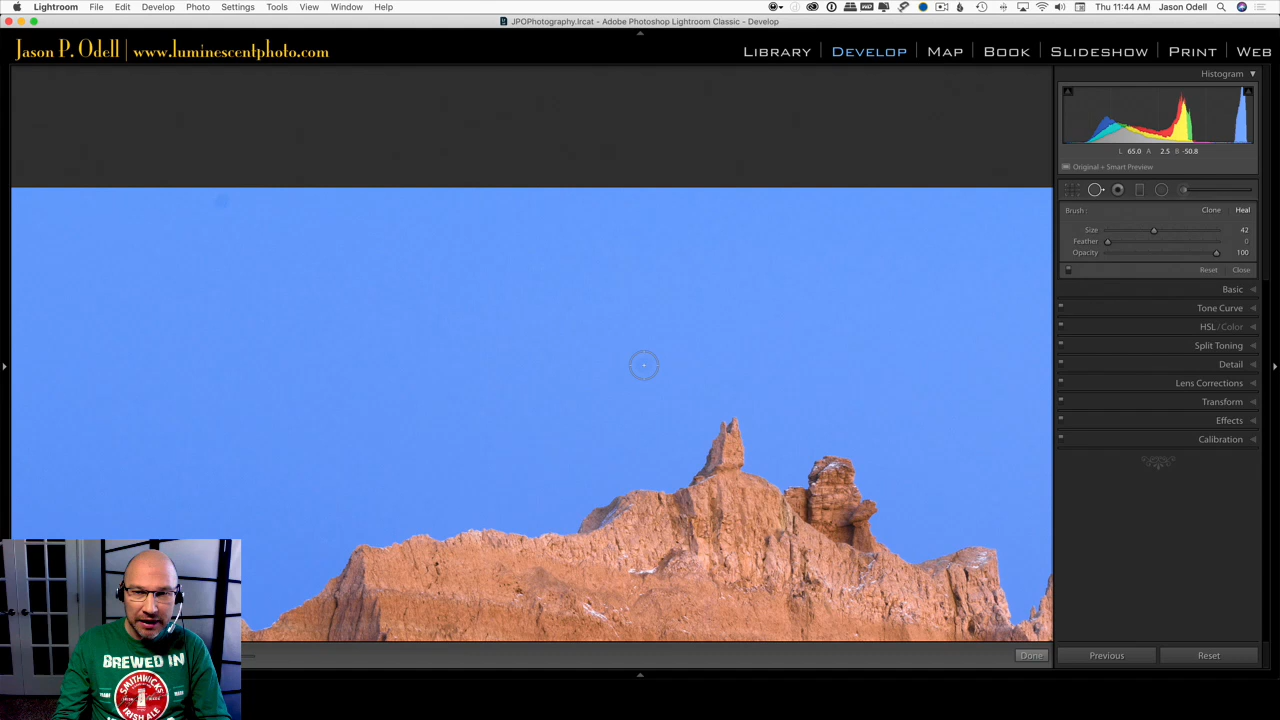 Lightroom File Edit Develop Photo Settings Tools View Window Help
Thu 11:44 AM Jason Odell
JPOPhotography.lrcat - Adobe Photoshop Lightroom Classic - Develop
Jason P. Odell | www.luminescentphoto.com
LIBRARY | DEVELOP | MAP | BOOK | SLIDESHOW | PRINT | WEB
Histogram
L 65.0 A 2.5 B -50.8
Original + Smart Preview
Brush : Clone Heal
Size 42
Feather 0
Opacity 100
Reset Close
Basic
Tone Curve
HSL / Color
Split Toning
Detail
Lens Corrections
Transform
Effects
Calibration
Done
Previous Reset
BREWED IN
SMITHWICK'S
IRISH ALE